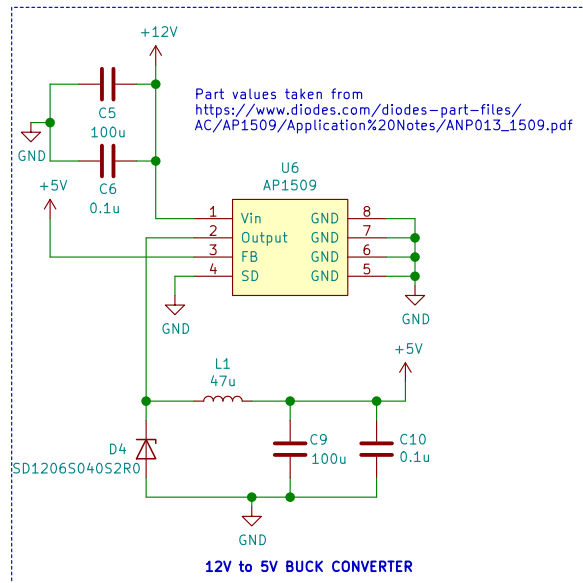 +12V
Part values taken from
https://www.diodes.com/diodes-part-files/
AC/AP1509/Application%20Notes/ANP013_1509.pdf
C5
100u
GND
C6
0.1u
+5V
U6
AP1509
1 Vin GND 8
2 Output GND 7
3 FB GND 6
4 SD GND 5
GND
GND
+5V
L1
47u
D4
SD1206S040S2R0
C9
100u
C10
0.1u
GND
12V to 5V BUCK CONVERTER